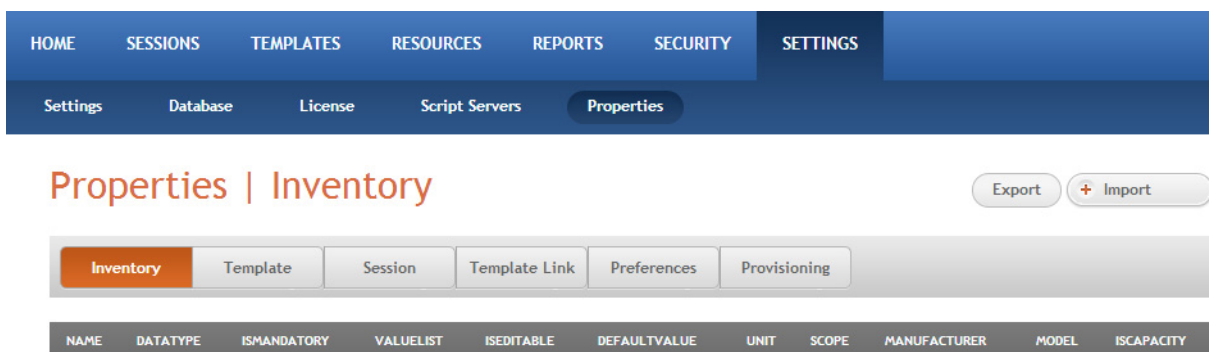 HOME SESSIONS TEMPLATES RESOURCES REPORTS SECURITY SETTINGS
Settings Database License Script Servers Properties
Properties | Inventory
Export + Import
Inventory Template Session Template Link Preferences Provisioning
NAME DATATYPE ISMANDATORY VALUELIST ISEDITABLE DEFAULTVALUE UNIT SCOPE MANUFACTURER MODEL ISCAPACITY